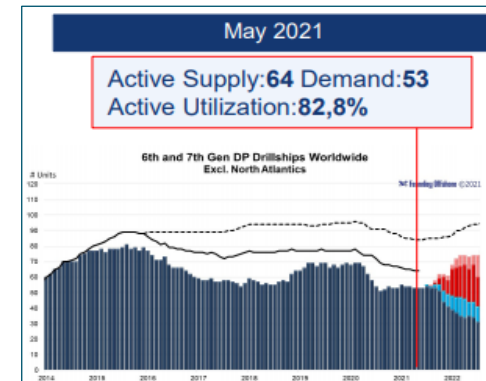 May 2021
Active Supply:64 Demand:53
Active Utilization:82,8%
6th and 7th Gen DP Drillships Worldwide
Excl. North Atlantics
# Units
Offshore ©2021
120
110
100
90
80
70
60
50
40
30
20
10
0
2014 2015 2016 2017 2018 2019 2020 2021 2022